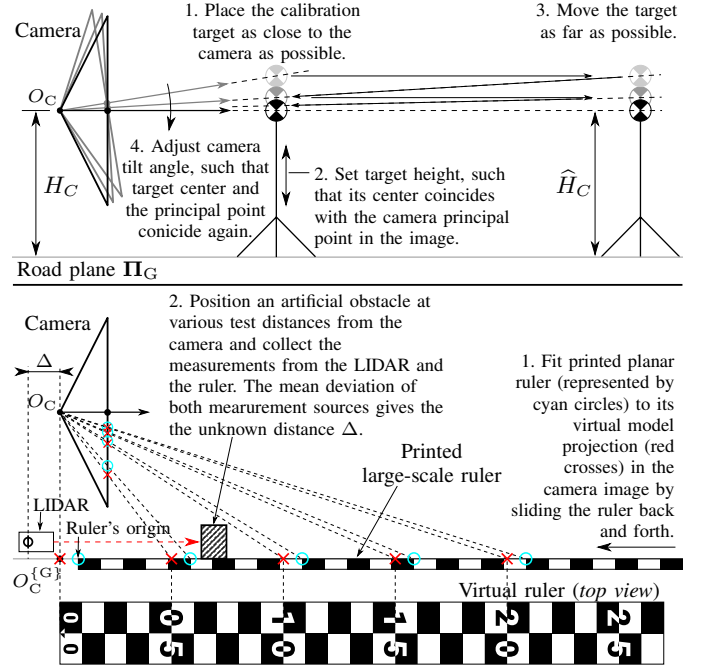 Camera
1. Place the calibration
target as close to the
camera as possible.
3. Move the target
as far as possible.
O_C
4. Adjust camera
tilt angle, such that
target center and
the principal point
conicide again.
2. Set target height, such
that its center coincides
with the camera principal
point in the image.
H_C
Ĥ_C
Road plane Π_G
Camera
2. Position an artificial obstacle at
various test distances from the
camera and collect the
measurements from the LIDAR and
the ruler. The mean deviation of
both mearurement sources gives the
the unknown distance Δ.
Δ
O_C
1. Fit printed planar
ruler (represented by
cyan circles) to its
virtual model
projection (red
crosses) in the
camera image by
sliding the ruler back
and forth.
Printed
large-scale ruler
LIDAR
Ruler's origin
Φ
O_C^{G}
Virtual ruler (top view)
0 0 0 5 1 0 1 5 2 0 2 5